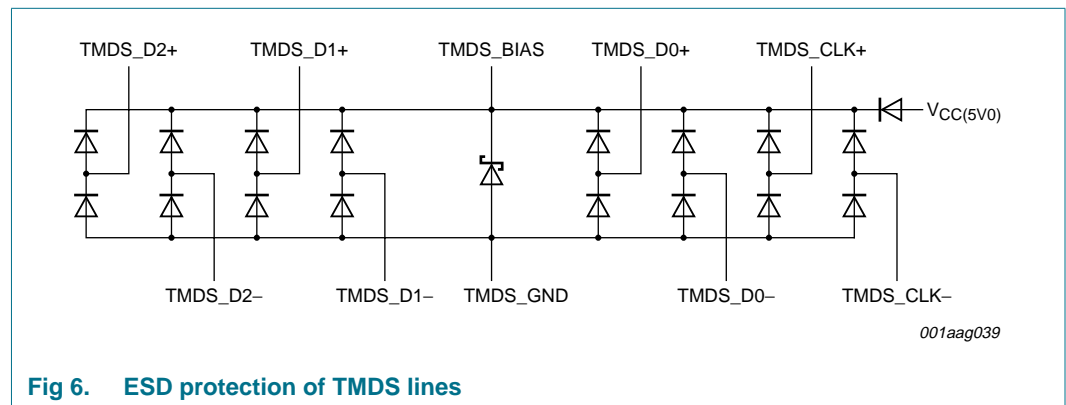 TMDS_D2+ TMDS_D1+ TMDS_BIAS TMDS_D0+ TMDS_CLK+
VCC(5V0)
TMDS_D2− TMDS_D1− TMDS_GND TMDS_D0− TMDS_CLK−
001aag039
Fig 6. ESD protection of TMDS lines